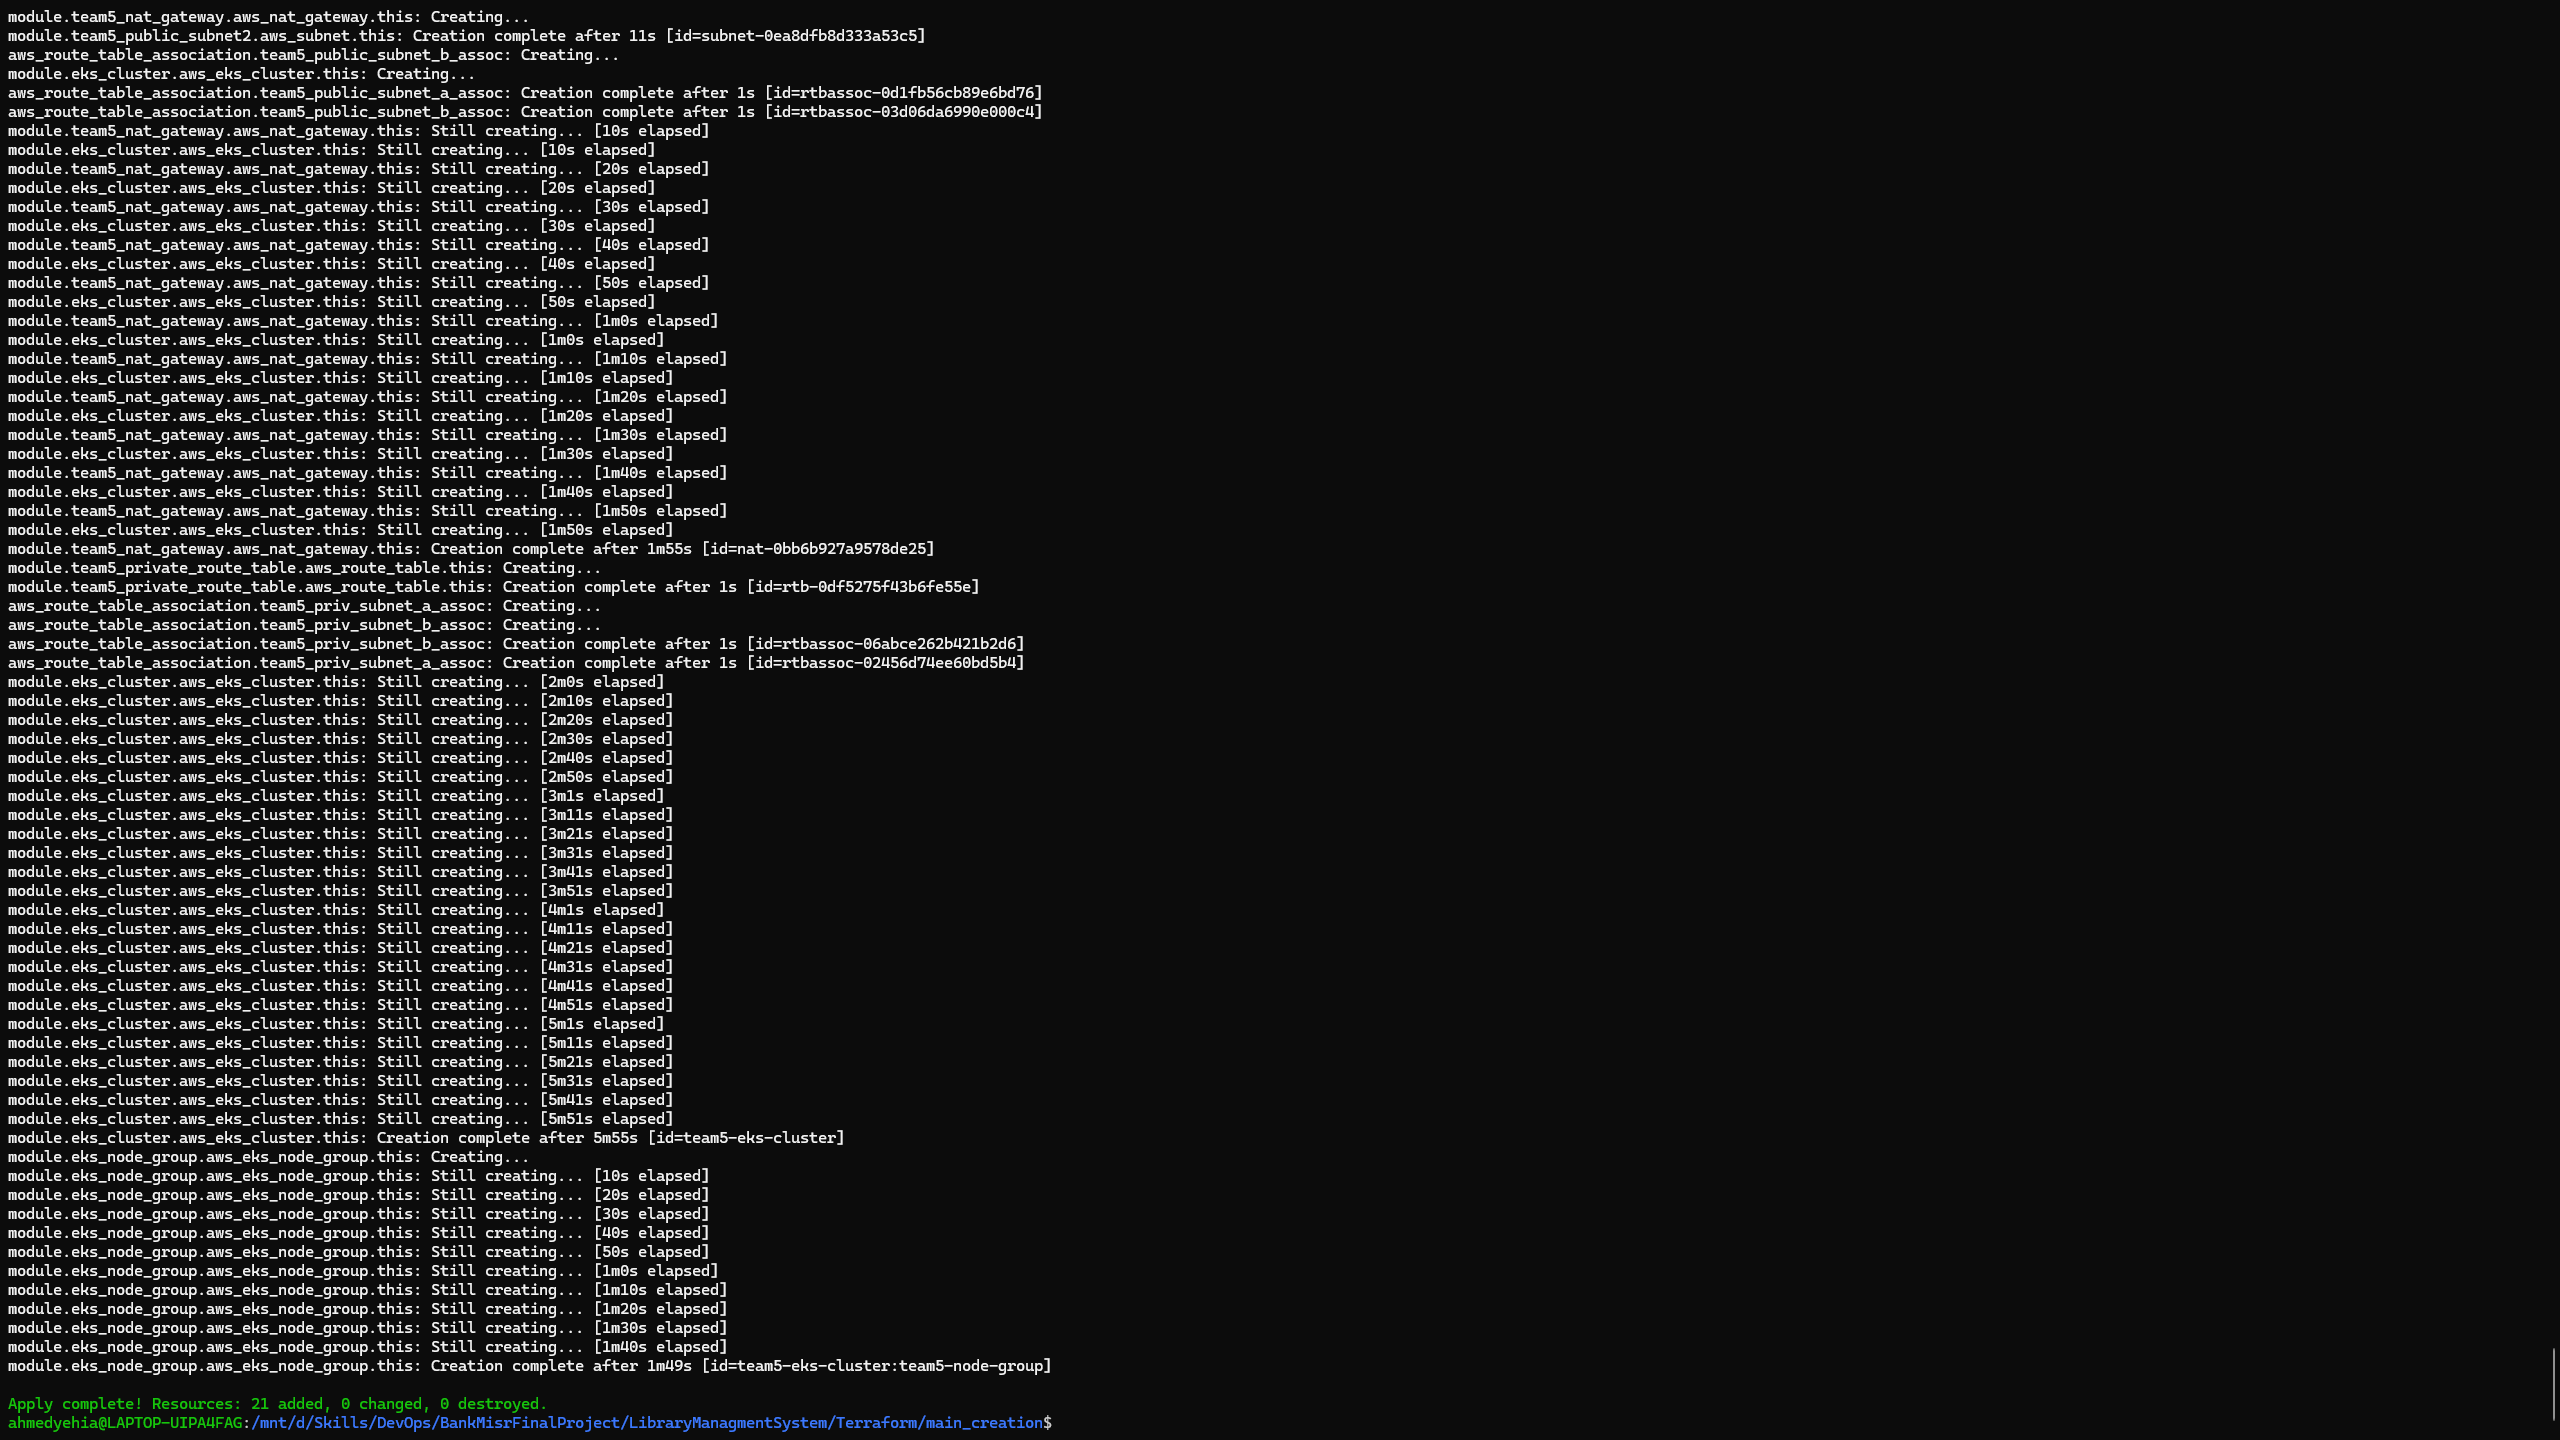 module.team5_nat_gateway.aws_nat_gateway.this: Creating...
module.team5_public_subnet2.aws_subnet.this: Creation complete after 11s [id=subnet-0ea8dfb8d333a53c5]
aws_route_table_association.team5_public_subnet_b_assoc: Creating...
module.eks_cluster.aws_eks_cluster.this: Creating...
aws_route_table_association.team5_public_subnet_a_assoc: Creation complete after 1s [id=rtbassoc-0d1fb56cb89e6bd76]
aws_route_table_association.team5_public_subnet_b_assoc: Creation complete after 1s [id=rtbassoc-03d06da6990e000c4]
module.team5_nat_gateway.aws_nat_gateway.this: Still creating... [10s elapsed]
module.eks_cluster.aws_eks_cluster.this: Still creating... [10s elapsed]
module.team5_nat_gateway.aws_nat_gateway.this: Still creating... [20s elapsed]
module.eks_cluster.aws_eks_cluster.this: Still creating... [20s elapsed]
module.team5_nat_gateway.aws_nat_gateway.this: Still creating... [30s elapsed]
module.eks_cluster.aws_eks_cluster.this: Still creating... [30s elapsed]
module.team5_nat_gateway.aws_nat_gateway.this: Still creating... [40s elapsed]
module.eks_cluster.aws_eks_cluster.this: Still creating... [40s elapsed]
module.team5_nat_gateway.aws_nat_gateway.this: Still creating... [50s elapsed]
module.eks_cluster.aws_eks_cluster.this: Still creating... [50s elapsed]
module.team5_nat_gateway.aws_nat_gateway.this: Still creating... [1m0s elapsed]
module.eks_cluster.aws_eks_cluster.this: Still creating... [1m0s elapsed]
module.team5_nat_gateway.aws_nat_gateway.this: Still creating... [1m10s elapsed]
module.eks_cluster.aws_eks_cluster.this: Still creating... [1m10s elapsed]
module.team5_nat_gateway.aws_nat_gateway.this: Still creating... [1m20s elapsed]
module.eks_cluster.aws_eks_cluster.this: Still creating... [1m20s elapsed]
module.team5_nat_gateway.aws_nat_gateway.this: Still creating... [1m30s elapsed]
module.eks_cluster.aws_eks_cluster.this: Still creating... [1m30s elapsed]
module.team5_nat_gateway.aws_nat_gateway.this: Still creating... [1m40s elapsed]
module.eks_cluster.aws_eks_cluster.this: Still creating... [1m40s elapsed]
module.team5_nat_gateway.aws_nat_gateway.this: Still creating... [1m50s elapsed]
module.eks_cluster.aws_eks_cluster.this: Still creating... [1m50s elapsed]
module.team5_nat_gateway.aws_nat_gateway.this: Creation complete after 1m55s [id=nat-0bb6b927a9578de25]
module.team5_private_route_table.aws_route_table.this: Creating...
module.team5_private_route_table.aws_route_table.this: Creation complete after 1s [id=rtb-0df5275f43b6fe55e]
aws_route_table_association.team5_priv_subnet_a_assoc: Creating...
aws_route_table_association.team5_priv_subnet_b_assoc: Creating...
aws_route_table_association.team5_priv_subnet_b_assoc: Creation complete after 1s [id=rtbassoc-06abce262b421b2d6]
aws_route_table_association.team5_priv_subnet_a_assoc: Creation complete after 1s [id=rtbassoc-02456d74ee60bd5b4]
module.eks_cluster.aws_eks_cluster.this: Still creating... [2m0s elapsed]
module.eks_cluster.aws_eks_cluster.this: Still creating... [2m10s elapsed]
module.eks_cluster.aws_eks_cluster.this: Still creating... [2m20s elapsed]
module.eks_cluster.aws_eks_cluster.this: Still creating... [2m30s elapsed]
module.eks_cluster.aws_eks_cluster.this: Still creating... [2m40s elapsed]
module.eks_cluster.aws_eks_cluster.this: Still creating... [2m50s elapsed]
module.eks_cluster.aws_eks_cluster.this: Still creating... [3m1s elapsed]
module.eks_cluster.aws_eks_cluster.this: Still creating... [3m11s elapsed]
module.eks_cluster.aws_eks_cluster.this: Still creating... [3m21s elapsed]
module.eks_cluster.aws_eks_cluster.this: Still creating... [3m31s elapsed]
module.eks_cluster.aws_eks_cluster.this: Still creating... [3m41s elapsed]
module.eks_cluster.aws_eks_cluster.this: Still creating... [3m51s elapsed]
module.eks_cluster.aws_eks_cluster.this: Still creating... [4m1s elapsed]
module.eks_cluster.aws_eks_cluster.this: Still creating... [4m11s elapsed]
module.eks_cluster.aws_eks_cluster.this: Still creating... [4m21s elapsed]
module.eks_cluster.aws_eks_cluster.this: Still creating... [4m31s elapsed]
module.eks_cluster.aws_eks_cluster.this: Still creating... [4m41s elapsed]
module.eks_cluster.aws_eks_cluster.this: Still creating... [4m51s elapsed]
module.eks_cluster.aws_eks_cluster.this: Still creating... [5m1s elapsed]
module.eks_cluster.aws_eks_cluster.this: Still creating... [5m11s elapsed]
module.eks_cluster.aws_eks_cluster.this: Still creating... [5m21s elapsed]
module.eks_cluster.aws_eks_cluster.this: Still creating... [5m31s elapsed]
module.eks_cluster.aws_eks_cluster.this: Still creating... [5m41s elapsed]
module.eks_cluster.aws_eks_cluster.this: Still creating... [5m51s elapsed]
module.eks_cluster.aws_eks_cluster.this: Creation complete after 5m55s [id=team5-eks-cluster]
module.eks_node_group.aws_eks_node_group.this: Creating...
module.eks_node_group.aws_eks_node_group.this: Still creating... [10s elapsed]
module.eks_node_group.aws_eks_node_group.this: Still creating... [20s elapsed]
module.eks_node_group.aws_eks_node_group.this: Still creating... [30s elapsed]
module.eks_node_group.aws_eks_node_group.this: Still creating... [40s elapsed]
module.eks_node_group.aws_eks_node_group.this: Still creating... [50s elapsed]
module.eks_node_group.aws_eks_node_group.this: Still creating... [1m0s elapsed]
module.eks_node_group.aws_eks_node_group.this: Still creating... [1m10s elapsed]
module.eks_node_group.aws_eks_node_group.this: Still creating... [1m20s elapsed]
module.eks_node_group.aws_eks_node_group.this: Still creating... [1m30s elapsed]
module.eks_node_group.aws_eks_node_group.this: Still creating... [1m40s elapsed]
module.eks_node_group.aws_eks_node_group.this: Creation complete after 1m49s [id=team5-eks-cluster:team5-node-group]
Apply complete! Resources: 21 added, 0 changed, 0 destroyed.
ahmedyehia@LAPTOP-UIPA4FAG:/mnt/d/Skills/DevOps/BankMisrFinalProject/LibraryManagmentSystem/Terraform/main_creation$